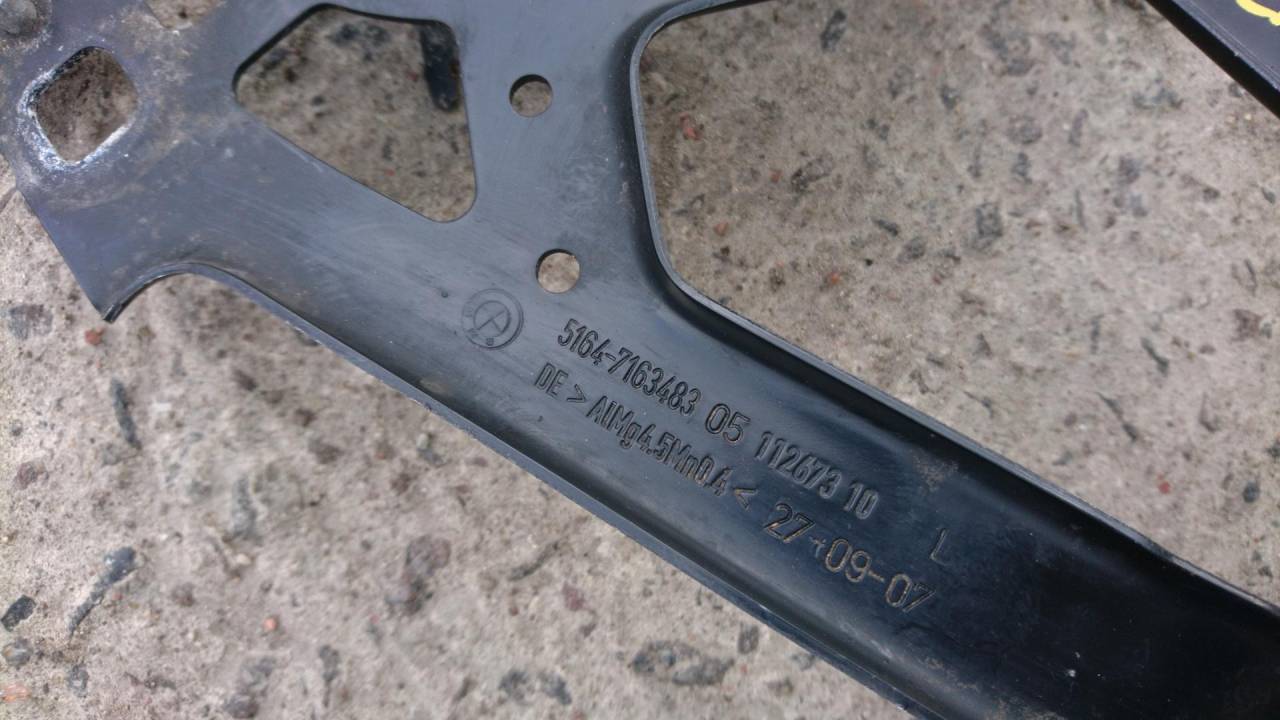 5164-7163483 05 112673 10
DE > AlMg4.5Mn0.4 < 27-09-07
L